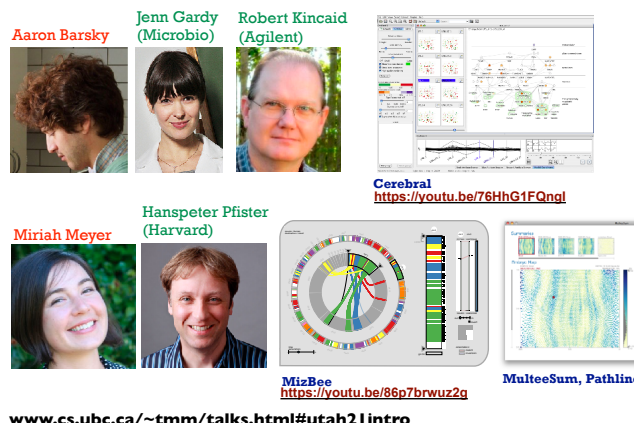 Aaron Barsky
Jenn Gardy
(Microbio)
Robert Kincaid
(Agilent)
Cerebral
https://youtu.be/76HhG1FQngI
Miriah Meyer
Hanspeter Pfister
(Harvard)
MizBee
https://youtu.be/86p7brwuz2g
Summaries
MulteeSum, Pathline
www.cs.ubc.ca/~tmm/talks.html#utah21intro